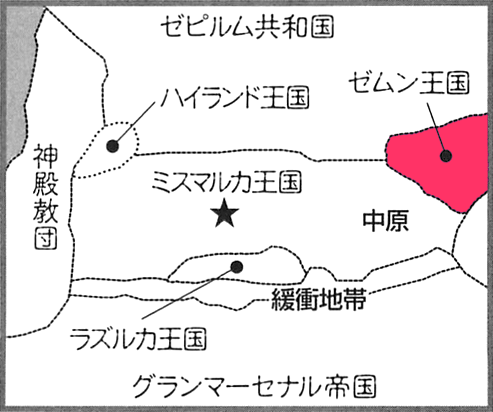 ゼピルム共和国
ゼムン王国
ハイランド王国
神殿教団
ミスマルカ王国
中原
緩衝地帯
ラズルカ王国
グランマーセナル帝国